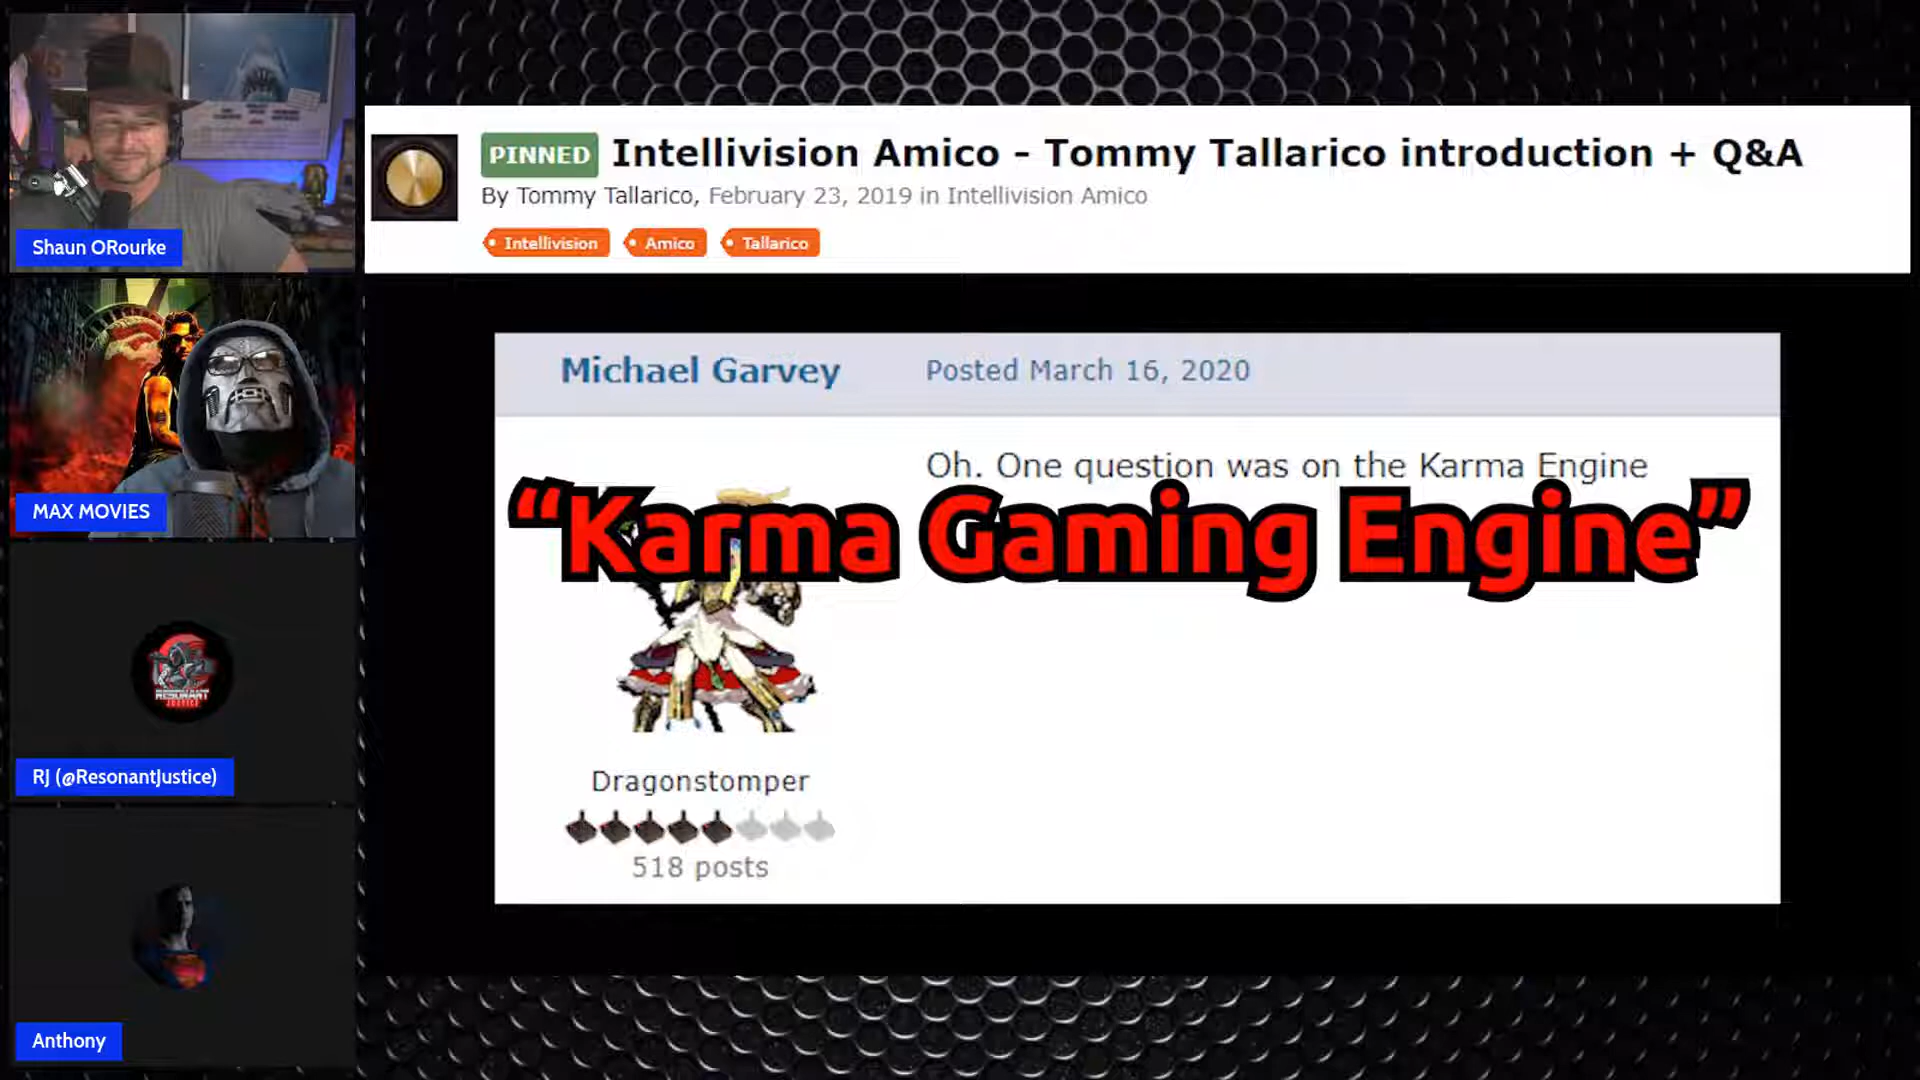 Shaun ORourke
MAX MOVIES
RJ (@ResonantJustice)
Anthony
PINNED Intellivision Amico - Tommy Tallarico introduction + Q&A
By Tommy Tallarico, February 23, 2019 in Intellivision Amico
Intellivision Amico Tallarico
Michael Garvey Posted March 16, 2020
Oh. One question was on the Karma Engine
“Karma Gaming Engine”
Dragonstomper
518 posts